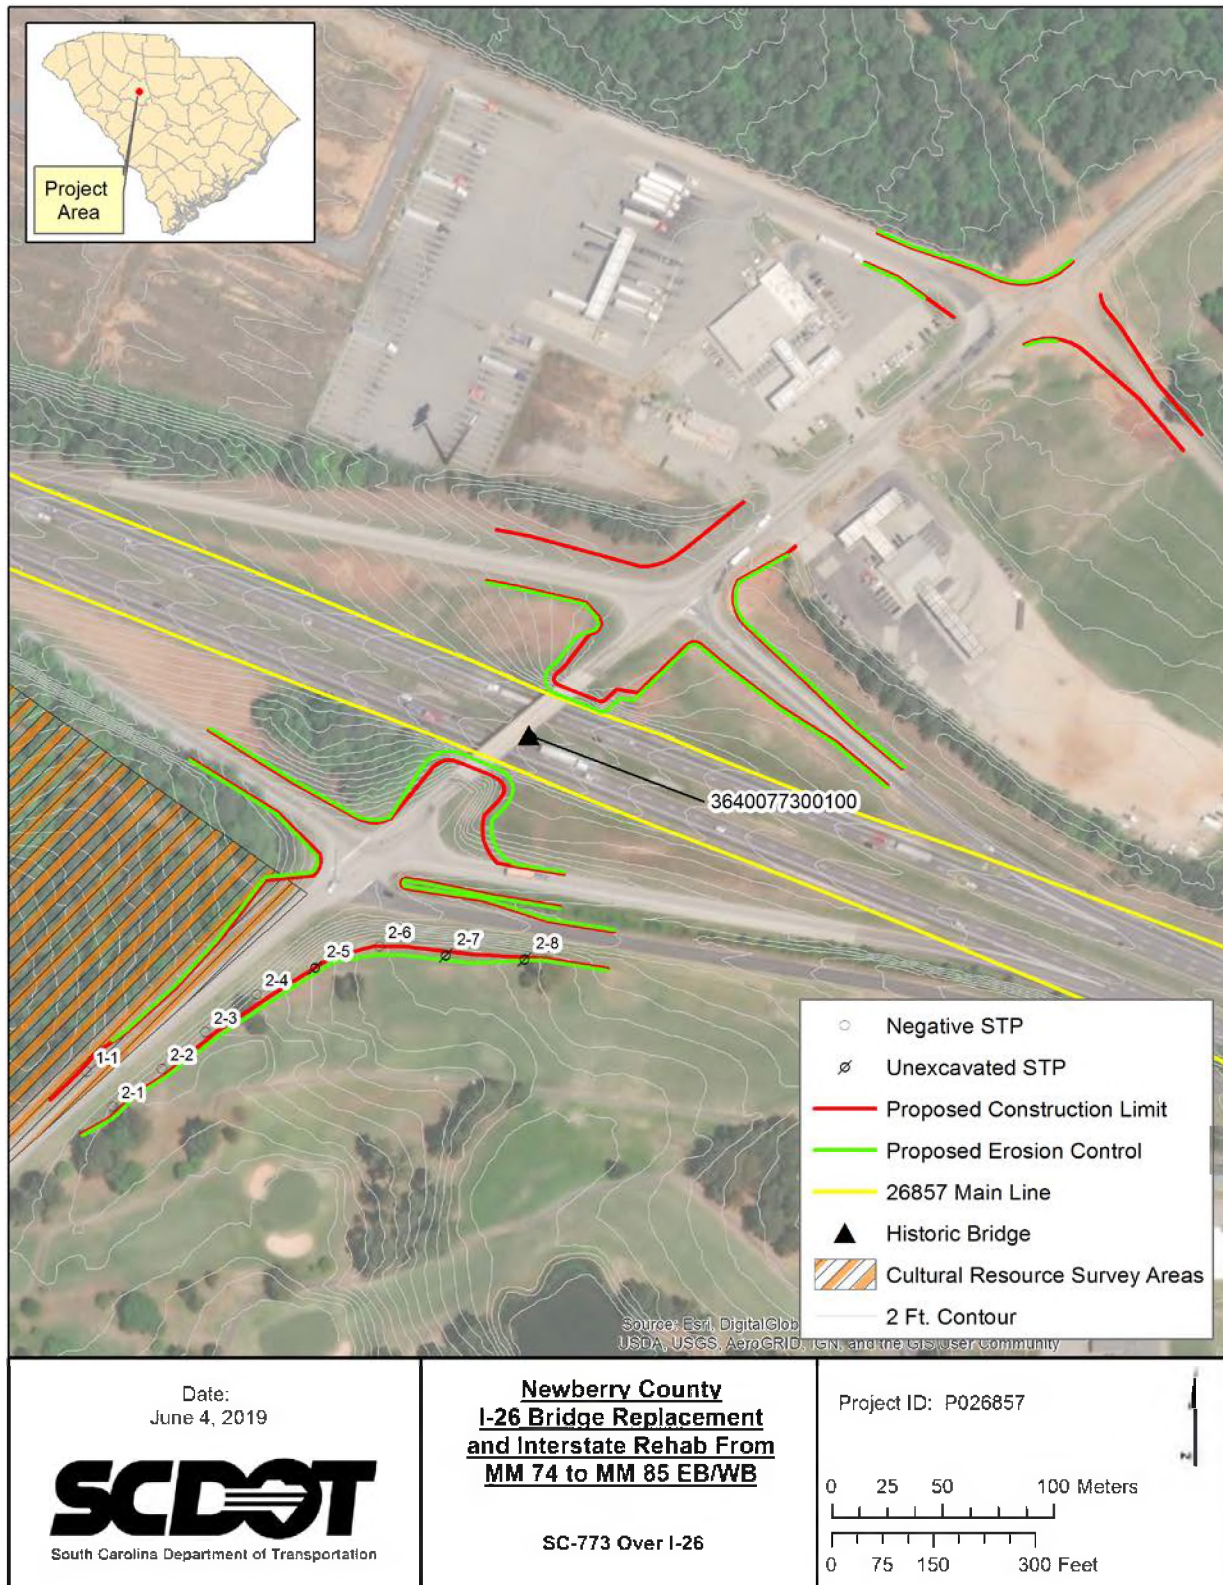 Project
Area
3640077300100
2-6
2-7
2-8
2-5
2-4
2-3
1-1
2-2
2-1
Negative STP
Unexcavated STP
Proposed Construction Limit
Proposed Erosion Control
26857 Main Line
Historic Bridge
Cultural Resource Survey Areas
2 Ft. Contour
Source: Esri, DigitalGlob
USDA, USGS, AeroGRID, IGN, and the GIS User Community
Date:
June 4, 2019
SCDOT
South Carolina Department of Transportation
Newberry County
I-26 Bridge Replacement
and Interstate Rehab From
MM 74 to MM 85 EB/WB
SC-773 Over I-26
Project ID: P026857
N
0 25 50 100 Meters
0 75 150 300 Feet